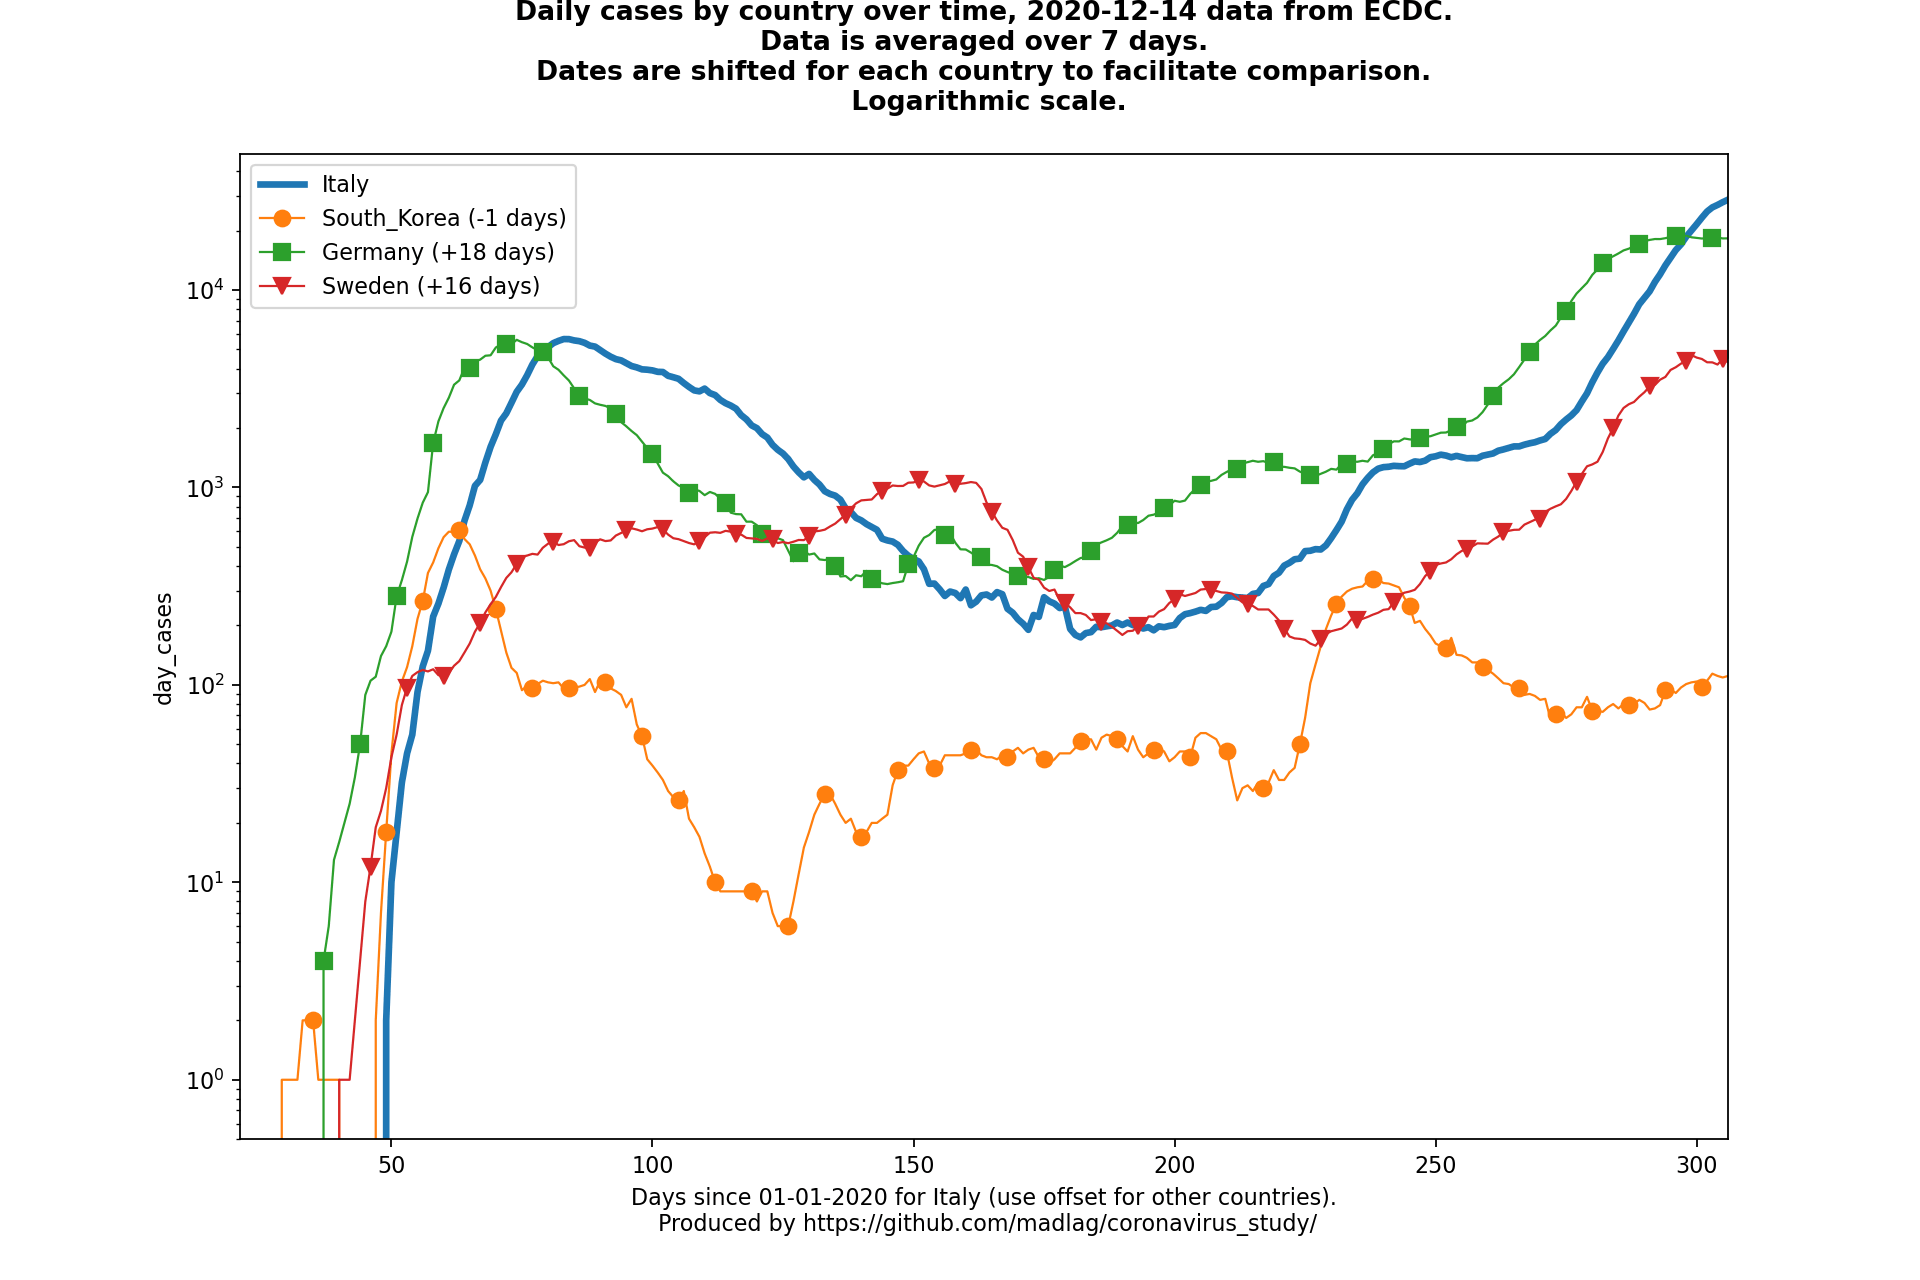 Daily cases by country over time, 2020-12-14 data from ECDC.
Data is averaged over 7 days.
Dates are shifted for each country to facilitate comparison.
Logarithmic scale.
Italy
South_Korea (-1 days)
Germany (+18 days)
Sweden (+16 days)
10⁴
10³
10²
10¹
10⁰
day_cases
50 100 150 200 250 300
Days since 01-01-2020 for Italy (use offset for other countries).
Produced by https://github.com/madlag/coronavirus_study/